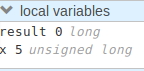 local variables
result 0 long
x 5 unsigned long